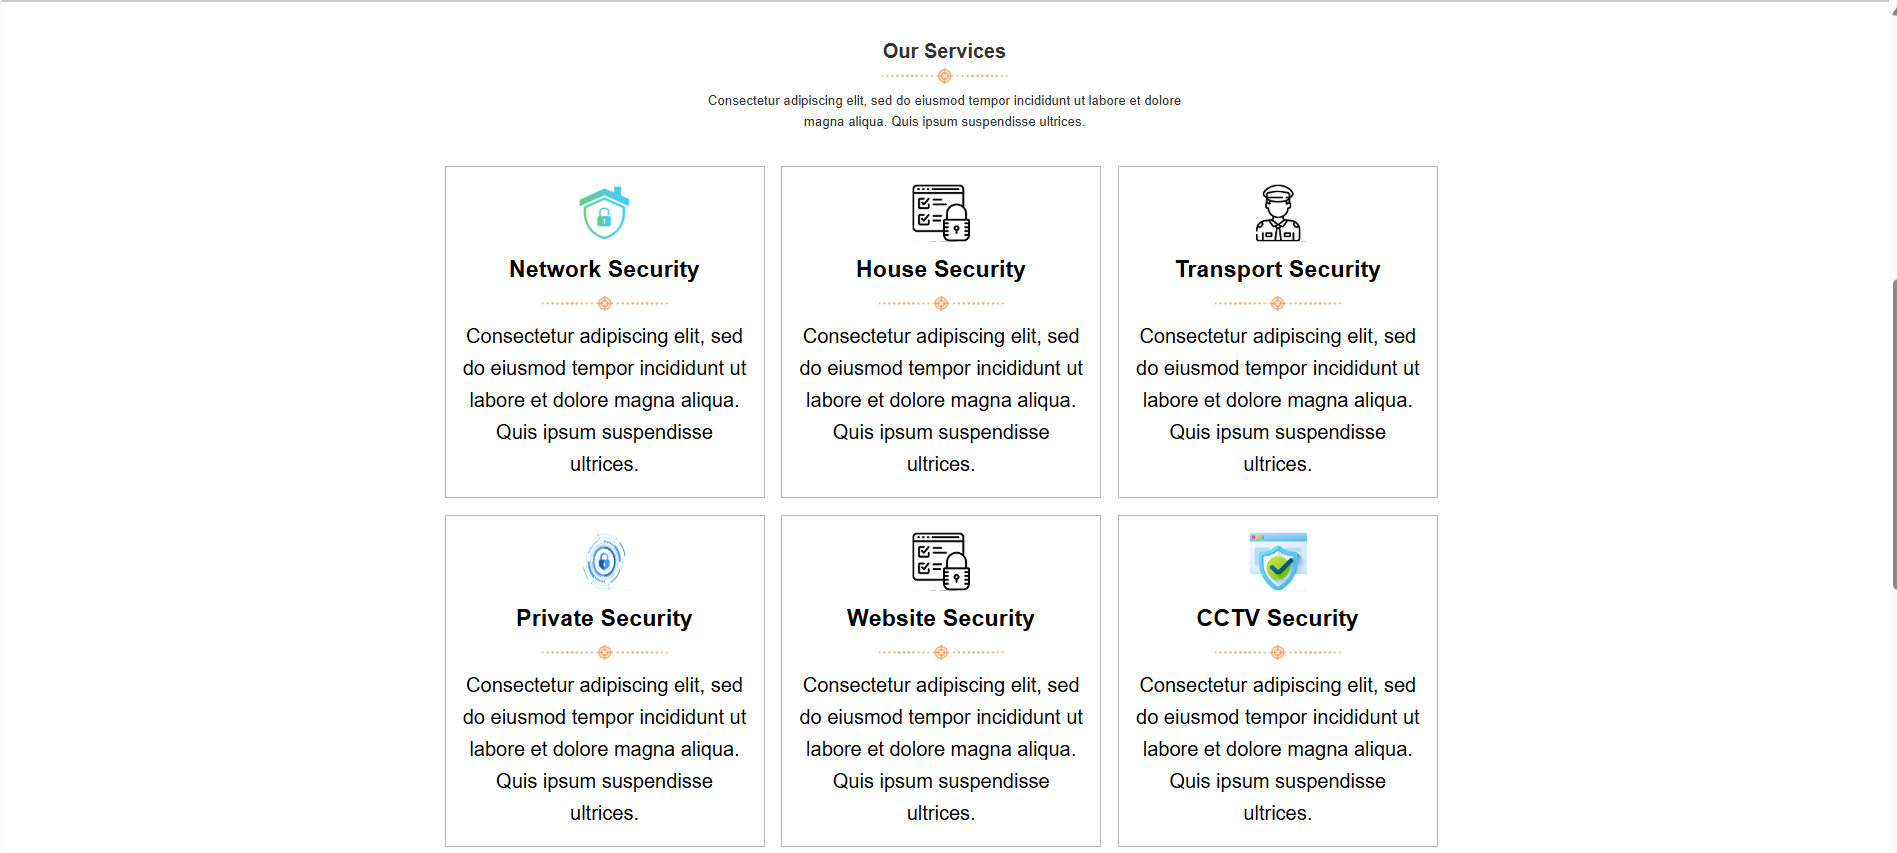 Our Services
Consectetur adipiscing elit, sed do eiusmod tempor incididunt ut labore et dolore
magna aliqua. Quis ipsum suspendisse ultrices.
Network Security
Consectetur adipiscing elit, sed
do eiusmod tempor incididunt ut
labore et dolore magna aliqua.
Quis ipsum suspendisse
ultrices.
House Security
Consectetur adipiscing elit, sed
do eiusmod tempor incididunt ut
labore et dolore magna aliqua.
Quis ipsum suspendisse
ultrices.
Transport Security
Consectetur adipiscing elit, sed
do eiusmod tempor incididunt ut
labore et dolore magna aliqua.
Quis ipsum suspendisse
ultrices.
Private Security
Consectetur adipiscing elit, sed
do eiusmod tempor incididunt ut
labore et dolore magna aliqua.
Quis ipsum suspendisse
ultrices.
Website Security
Consectetur adipiscing elit, sed
do eiusmod tempor incididunt ut
labore et dolore magna aliqua.
Quis ipsum suspendisse
ultrices.
CCTV Security
Consectetur adipiscing elit, sed
do eiusmod tempor incididunt ut
labore et dolore magna aliqua.
Quis ipsum suspendisse
ultrices.